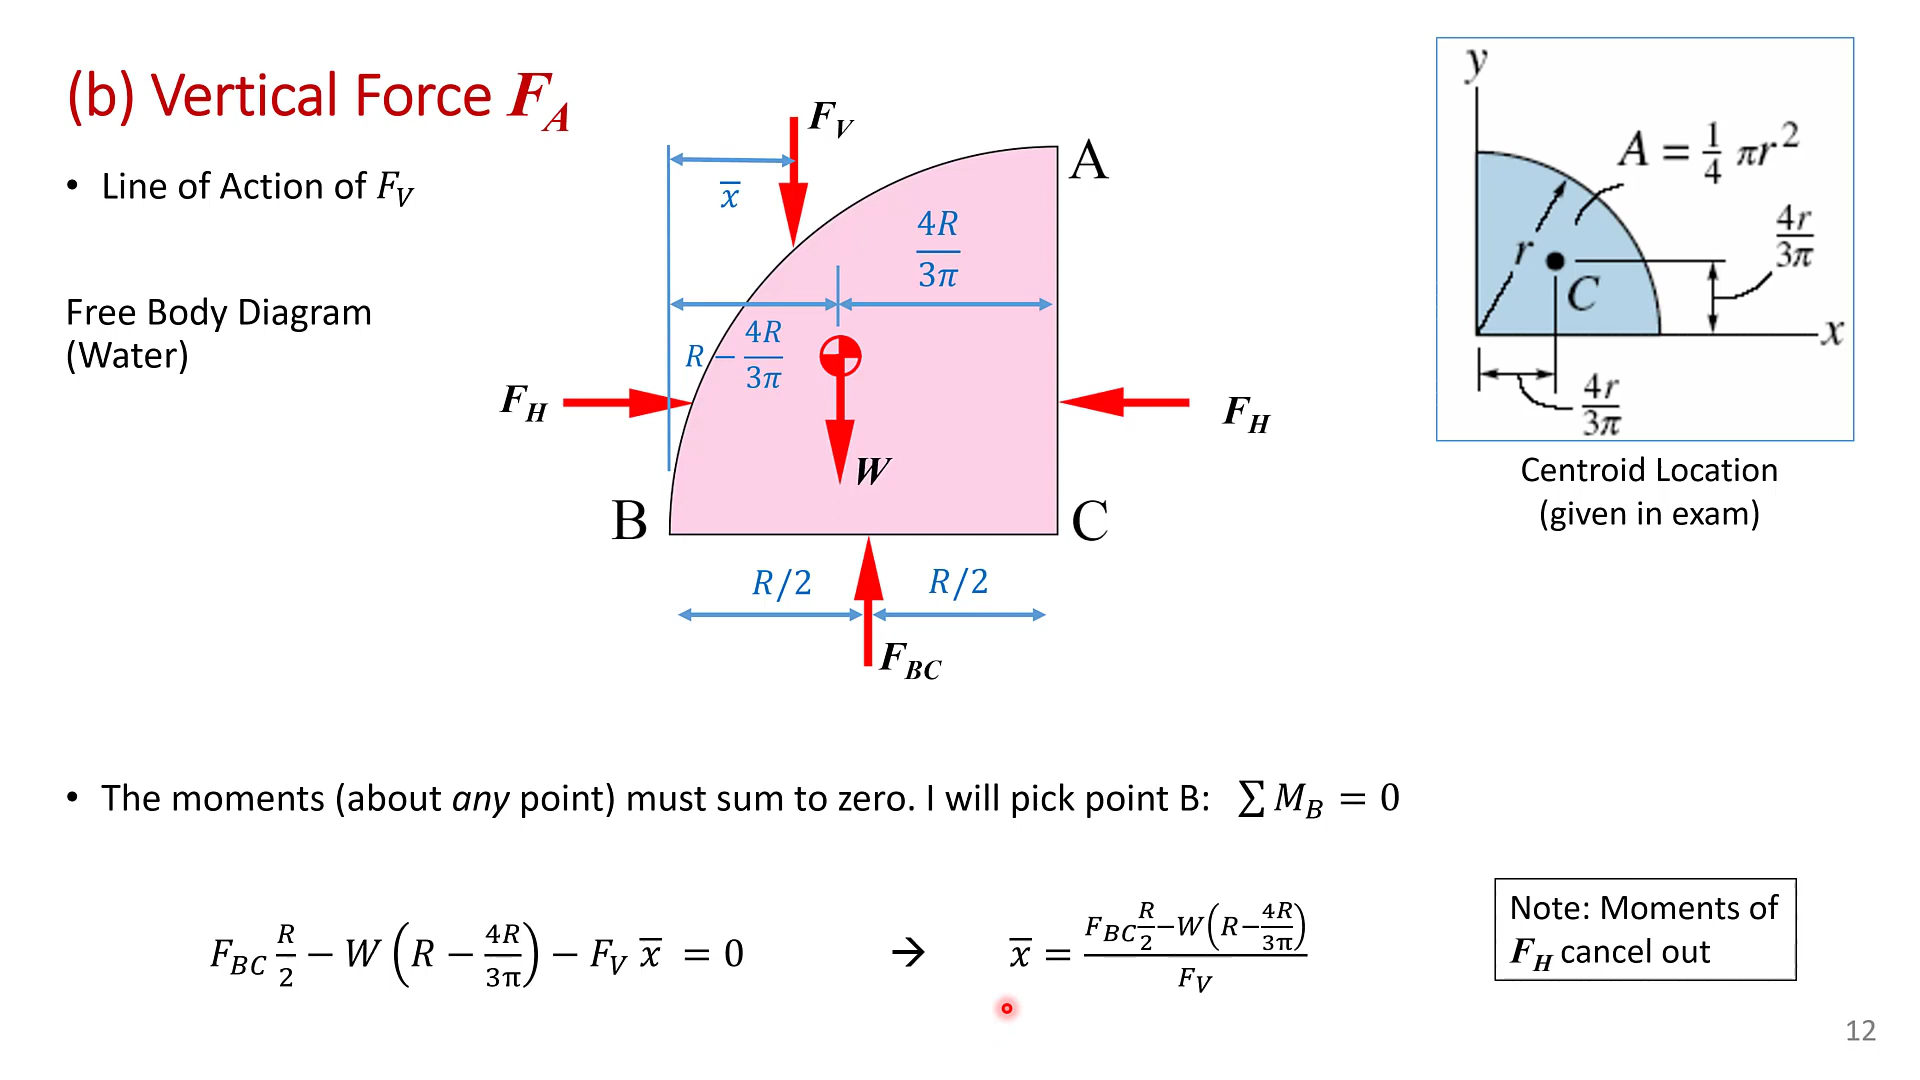 (b) Vertical Force F_A
• Line of Action of F_V
Free Body Diagram
(Water)
F_V
x̅
A
4R/3π
R − 4R/3π
F_H
F_H
W
B
C
R/2
R/2
F_BC
y
A = 1/4 πr²
r
C
4r/3π
x
4r/3π
Centroid Location
(given in exam)
• The moments (about any point) must sum to zero. I will pick point B: ∑ M_B = 0
F_BC R/2 − W (R − 4R/3π) − F_V x̅ = 0 → x̅ = (F_BC R/2 − W(R − 4R/3π))/F_V
Note: Moments of
F_H cancel out
12